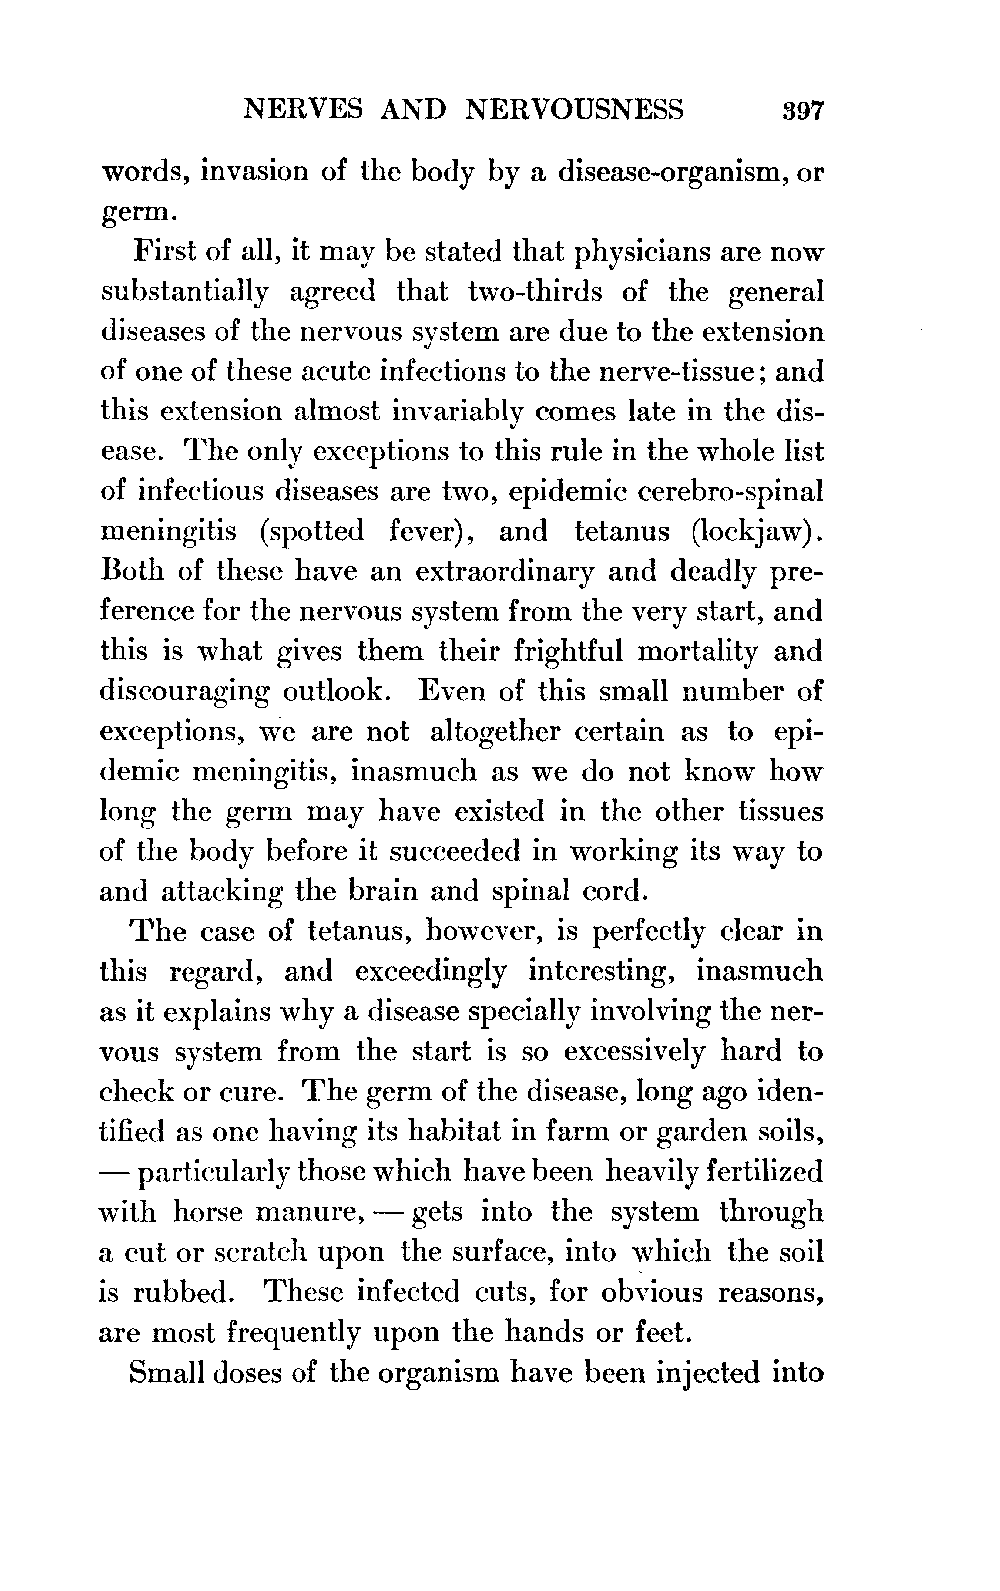 NERVES AND NERVOUSNESS 397
words, invasion of the body by a disease-organism, or
germ.
First of all, it may be stated that physicians are now
substantially agreed that two-thirds of the general
diseases of the nervous system are due to the extension
of one of these acute infections to the nerve-tissue; and
this extension almost invariably comes late in the dis-
ease. The only exceptions to this rule in the whole list
of infectious diseases are two, epidemic cerebro-spinal
meningitis (spotted fever), and tetanus (lockjaw).
Both of these have an extraordinary and deadly pre-
ference for the nervous system from the very start, and
this is what gives them their frightful mortality and
discouraging outlook. Even of this small number of
exceptions, we are not altogether certain as to epi-
demic meningitis, inasmuch as we do not know how
long the germ may have existed in the other tissues
of the body before it succeeded in working its way to
and attacking the brain and spinal cord.
The case of tetanus, however, is perfectly clear in
this regard, and exceedingly interesting, inasmuch
as it explains why a disease specially involving the ner-
vous system from the start is so excessively hard to
check or cure. The germ of the disease, long ago iden-
tified as one having its habitat in farm or garden soils,
— particularly those which have been heavily fertilized
with horse manure, — gets into the system through
a cut or scratch upon the surface, into which the soil
is rubbed. These infected cuts, for obvious reasons,
are most frequently upon the hands or feet.
Small doses of the organism have been injected into